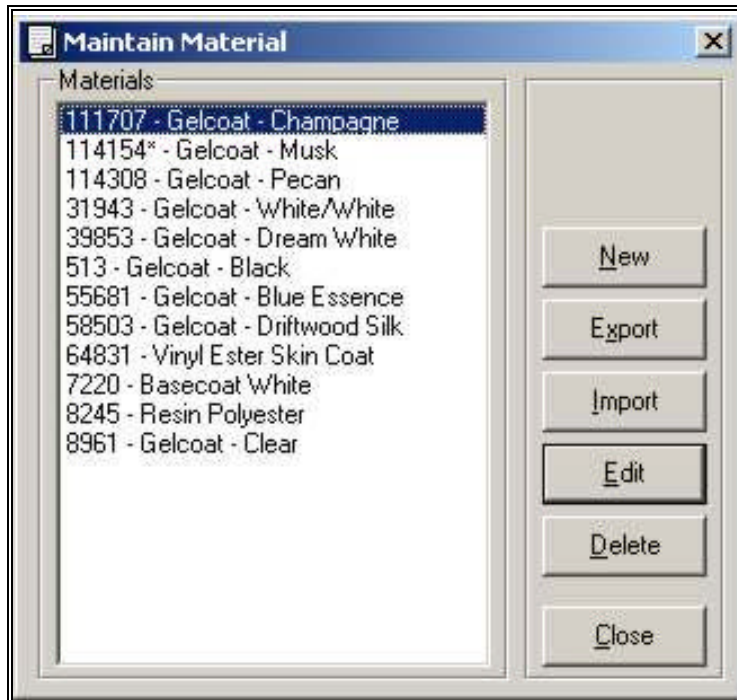 Maintain Material
Materials
111707 - Gelcoat - Champagne
114154* - Gelcoat - Musk
114308 - Gelcoat - Pecan
31943 - Gelcoat - White/White
39853 - Gelcoat - Dream White
513 - Gelcoat - Black
55681 - Gelcoat - Blue Essence
58503 - Gelcoat - Driftwood Silk
64831 - Vinyl Ester Skin Coat
7220 - Basecoat White
8245 - Resin Polyester
8961 - Gelcoat - Clear
New
Export
Import
Edit
Delete
Close